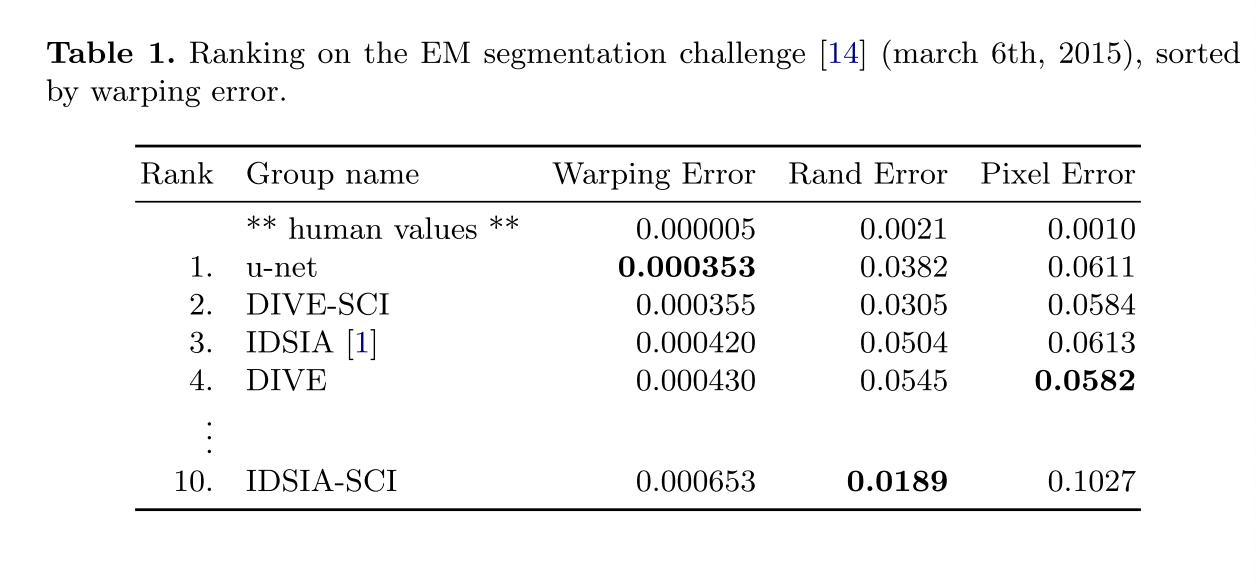 Table 1. Ranking on the EM segmentation challenge [14] (march 6th, 2015), sorted
by warping error.
Rank Group name Warping Error Rand Error Pixel Error
** human values ** 0.000005 0.0021 0.0010
1. u-net 0.000353 0.0382 0.0611
2. DIVE-SCI 0.000355 0.0305 0.0584
3. IDSIA [1] 0.000420 0.0504 0.0613
4. DIVE 0.000430 0.0545 0.0582
⋮
10. IDSIA-SCI 0.000653 0.0189 0.1027